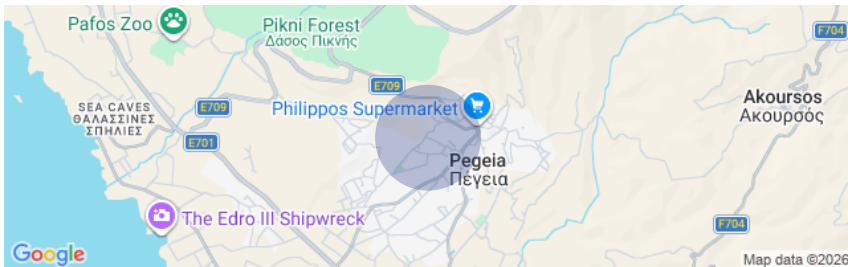 Pafos Zoo
Pikni Forest
Δάσος Πικνής
F704
E709
Philippos Supermarket
SEA CAVES
ΘΑΛΑΣΣΙΝΕΣ
ΣΠΗΛΙΕΣ
E709
E701
Akoursos
Ακουρσός
Pegeia
Πέγεια
The Edro III Shipwreck
F704
Google
Map data ©2026